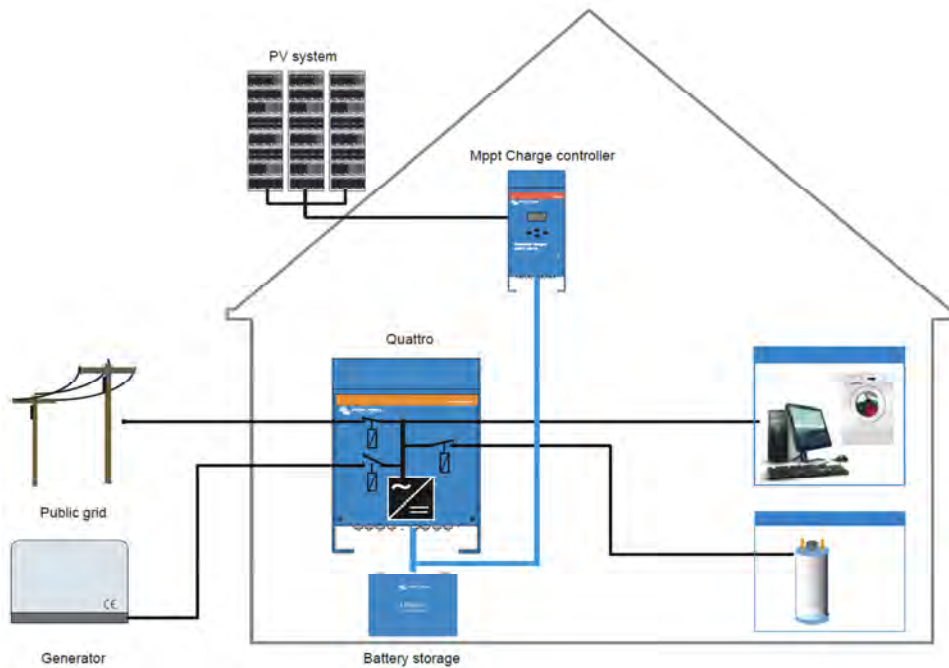 PV system
Mppt Charge controller
Quattro
Public grid
CE
Generator
Battery storage